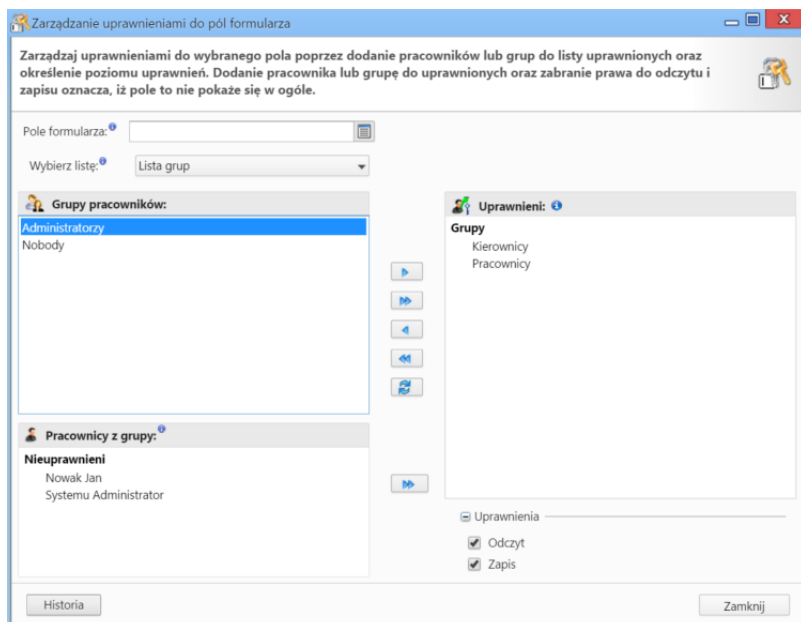 Zarządzanie uprawnieniami do pól formularza
Zarządzaj uprawnieniami do wybranego pola poprzez dodanie pracowników lub grup do listy uprawnionych oraz
określenie poziomu uprawnień. Dodanie pracownika lub grupę do uprawnionych oraz zabranie prawa do odczytu i
zapisu oznacza, iż pole to nie pokaże się w ogóle.
Pole formularza:
Wybierz listę: Lista grup
Grupy pracowników:
Administratorzy
Nobody
Uprawnieni:
Grupy
Kierownicy
Pracownicy
Pracownicy z grupy:
Nieuprawnieni
Nowak Jan
Systemu Administrator
Uprawnienia
Odczyt
Zapis
Historia
Zamknij